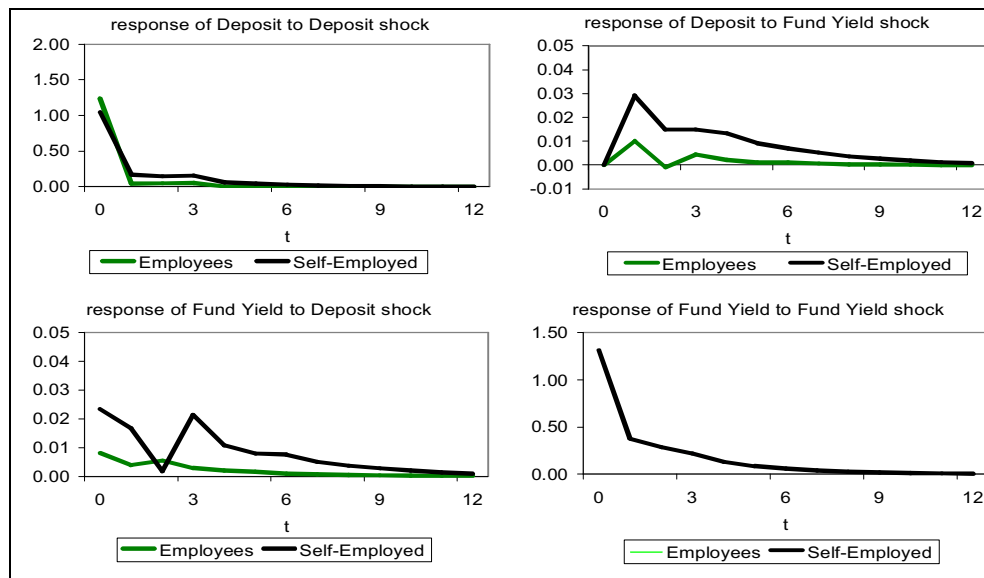 response of Deposit to Deposit shock
2.00
1.50
1.00
0.50
0.00
0 3 6 9 12
t
Employees Self-Employed
response of Deposit to Fund Yield shock
0.05
0.04
0.03
0.02
0.01
0.00
-0.01
0 3 6 9 12
t
Employees Self-Employed
response of Fund Yield to Deposit shock
0.05
0.04
0.03
0.02
0.01
0.00
0 3 6 9 12
t
Employees Self-Employed
response of Fund Yield to Fund Yield shock
1.50
1.00
0.50
0.00
0 3 6 9 12
t
Employees Self-Employed